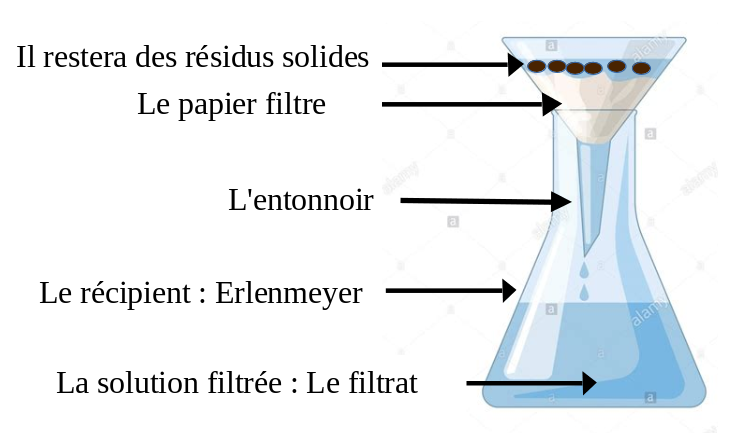 Il restera des résidus solides
Le papier filtre
L'entonnoir
Le récipient : Erlenmeyer
La solution filtrée : Le filtrat
alamy
a
a
alamy
a
alamy
a
alamy
a
alamy
a